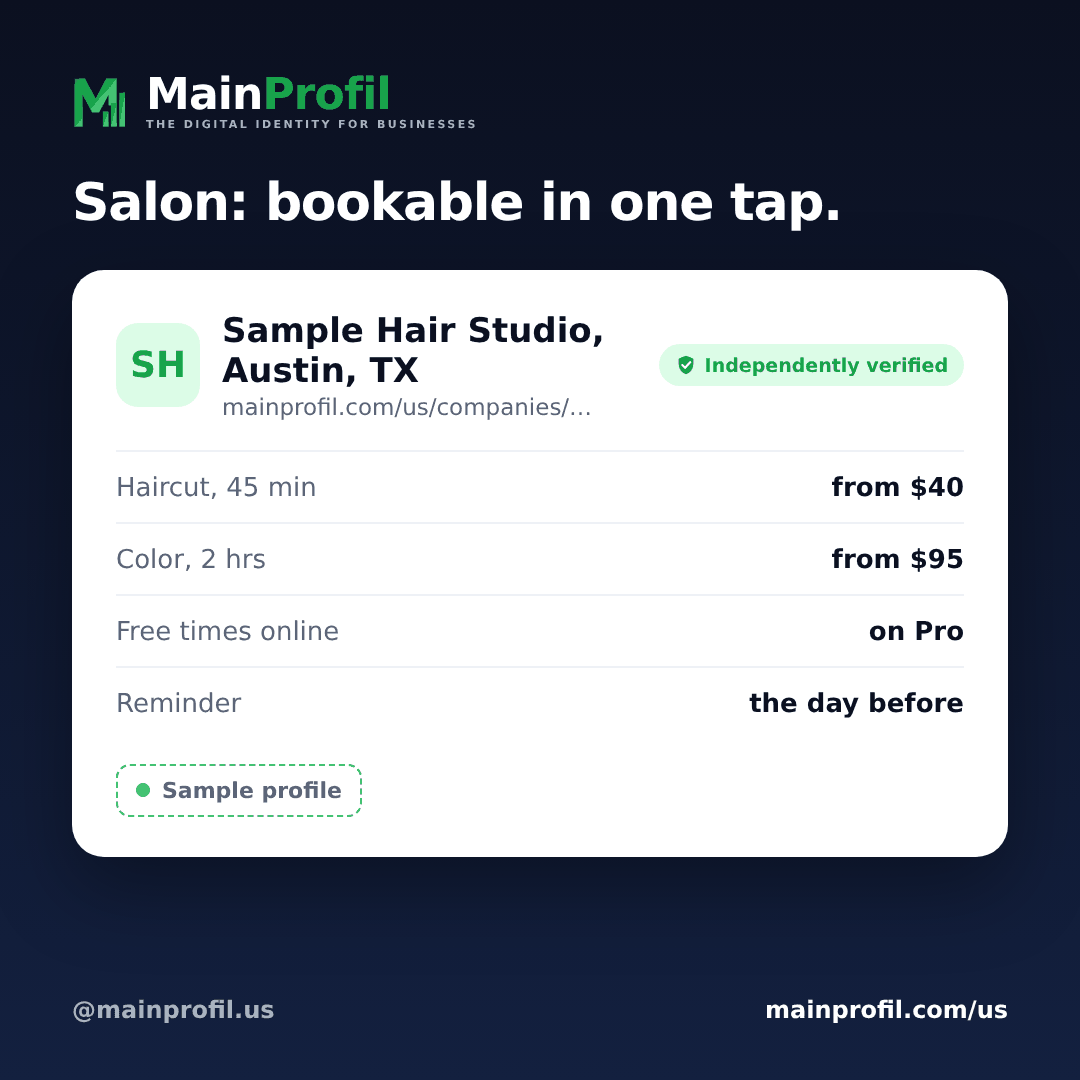 MainProfil
THE DIGITAL IDENTITY FOR BUSINESSES
Salon: bookable in one tap.
SH
Sample Hair Studio,
Austin, TX
mainprofil.com/us/companies/...
Independently verified
Haircut, 45 min
from $40
Color, 2 hrs
from $95
Free times online
on Pro
Reminder
the day before
Sample profile
@mainprofil.us
mainprofil.com/us